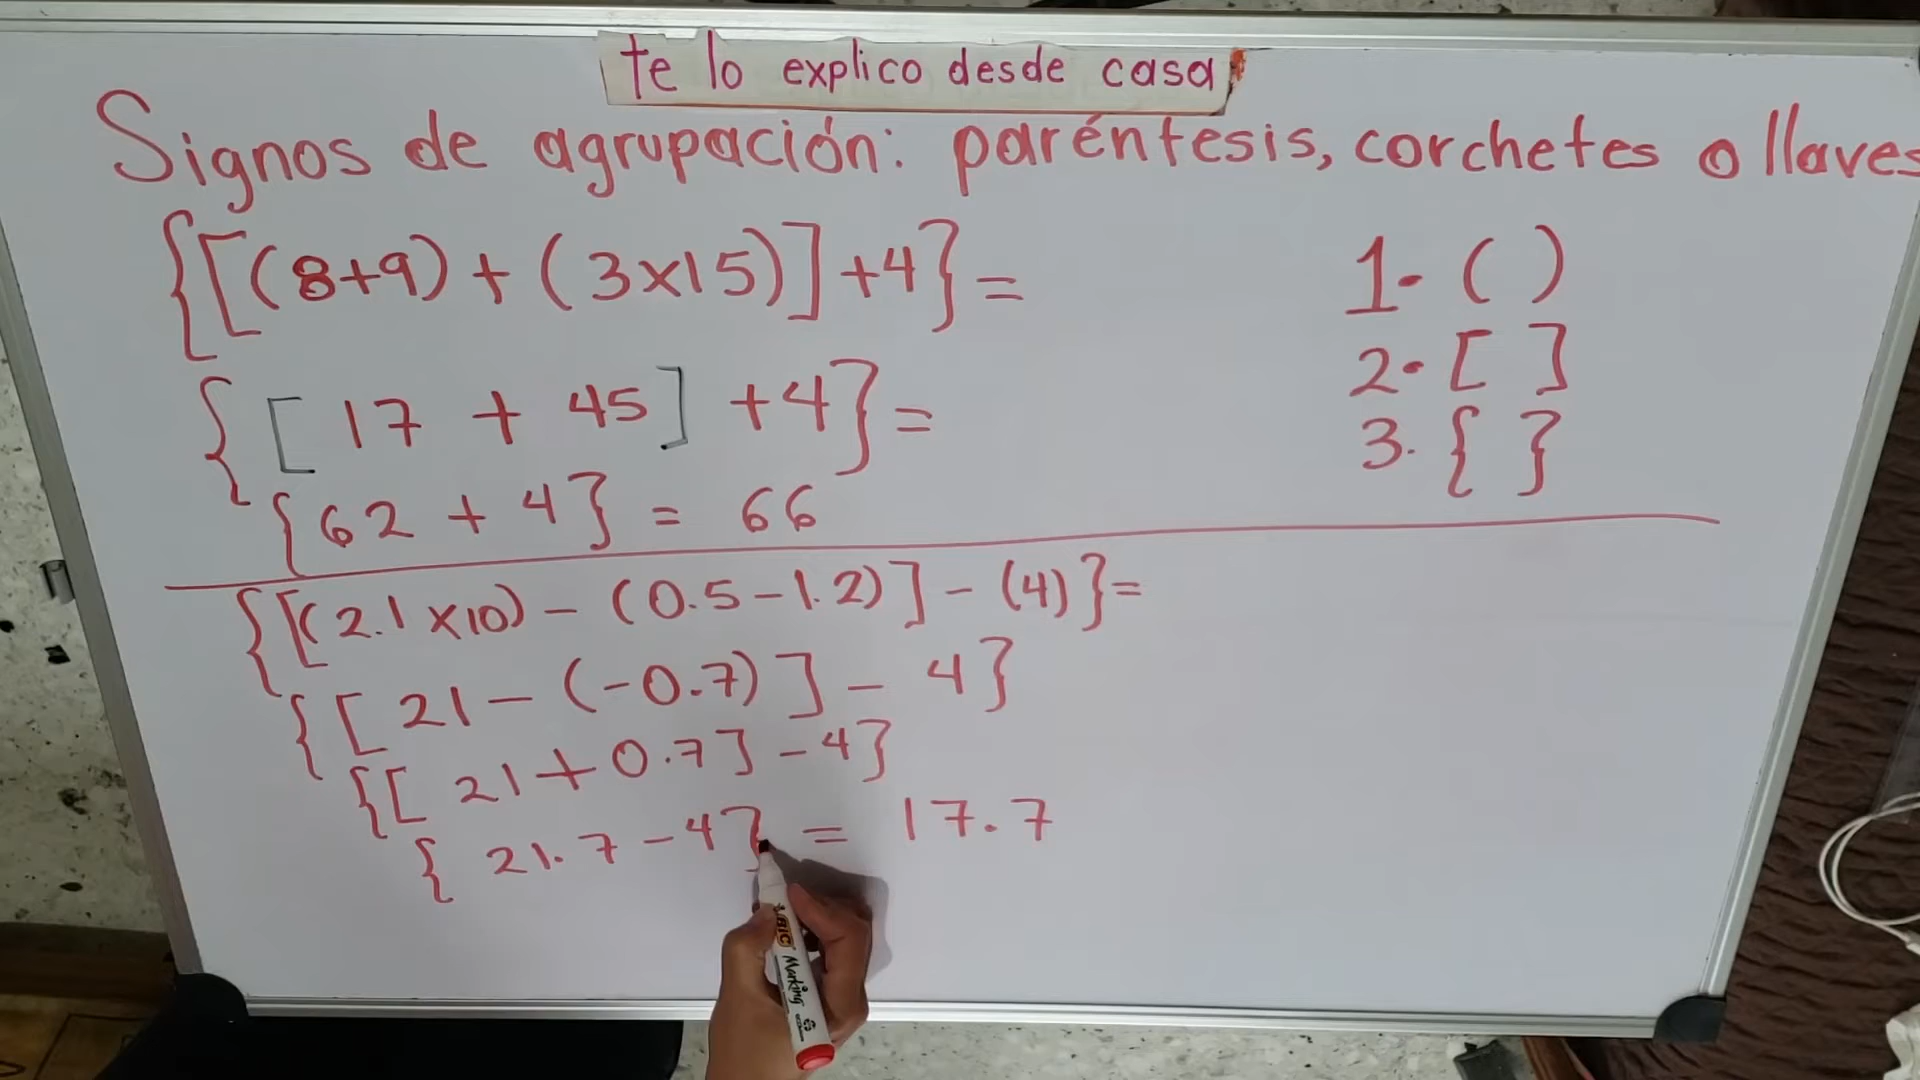 te lo explico desde casa
Signos de agrupación: paréntesis, corchetes o llaves
{[(8+9)+(3x15)]+4}=
{[17 + 45] +4}=
{62 + 4} = 66
1. ( )
2. [ ]
3. { }
{[(2.1x10)-(0.5-1.2)]-(4)}=
{[21-(-0.7)]- 4}
{[21+0.7]-4}
{21.7-4} = 17.7
BIC Marking